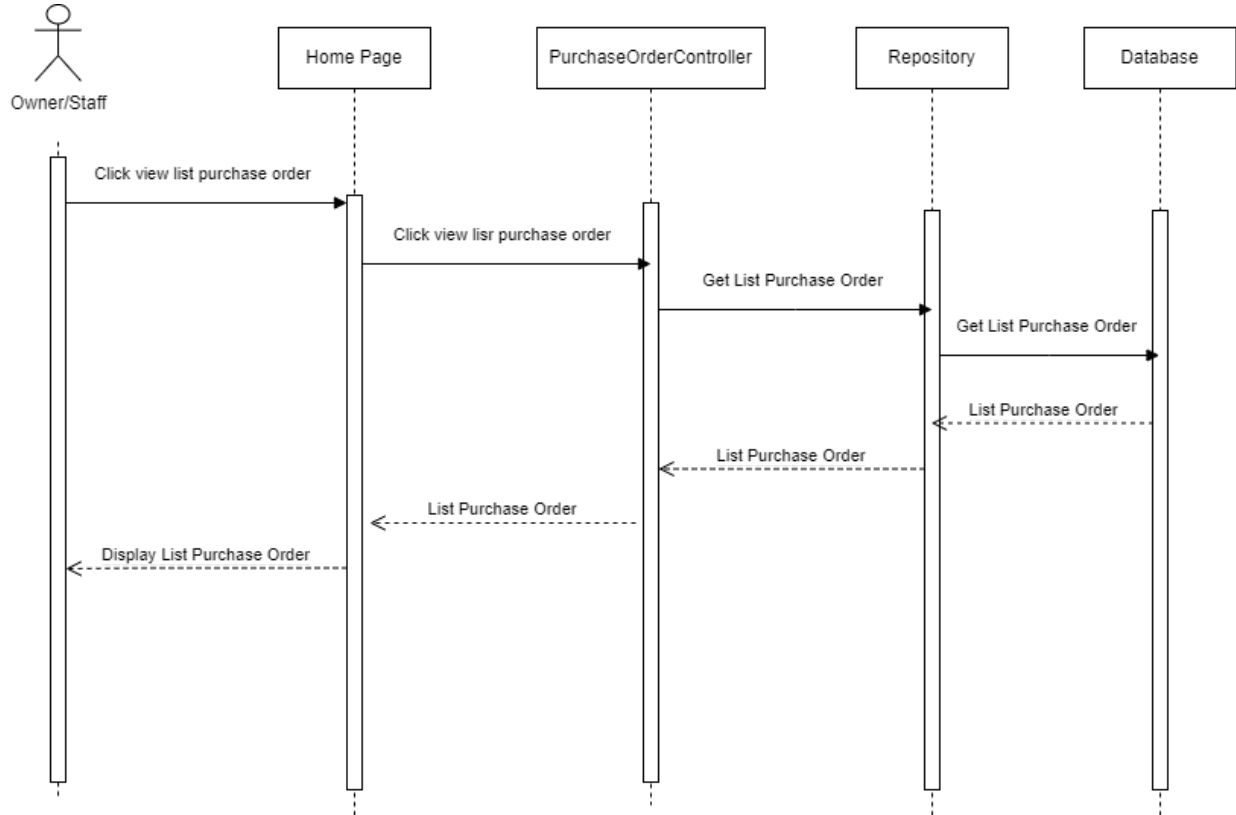 Owner/Staff
Home Page
PurchaseOrderController
Repository
Database
Click view list purchase order
Click view lisr purchase order
Get List Purchase Order
Get List Purchase Order
List Purchase Order
List Purchase Order
List Purchase Order
Display List Purchase Order